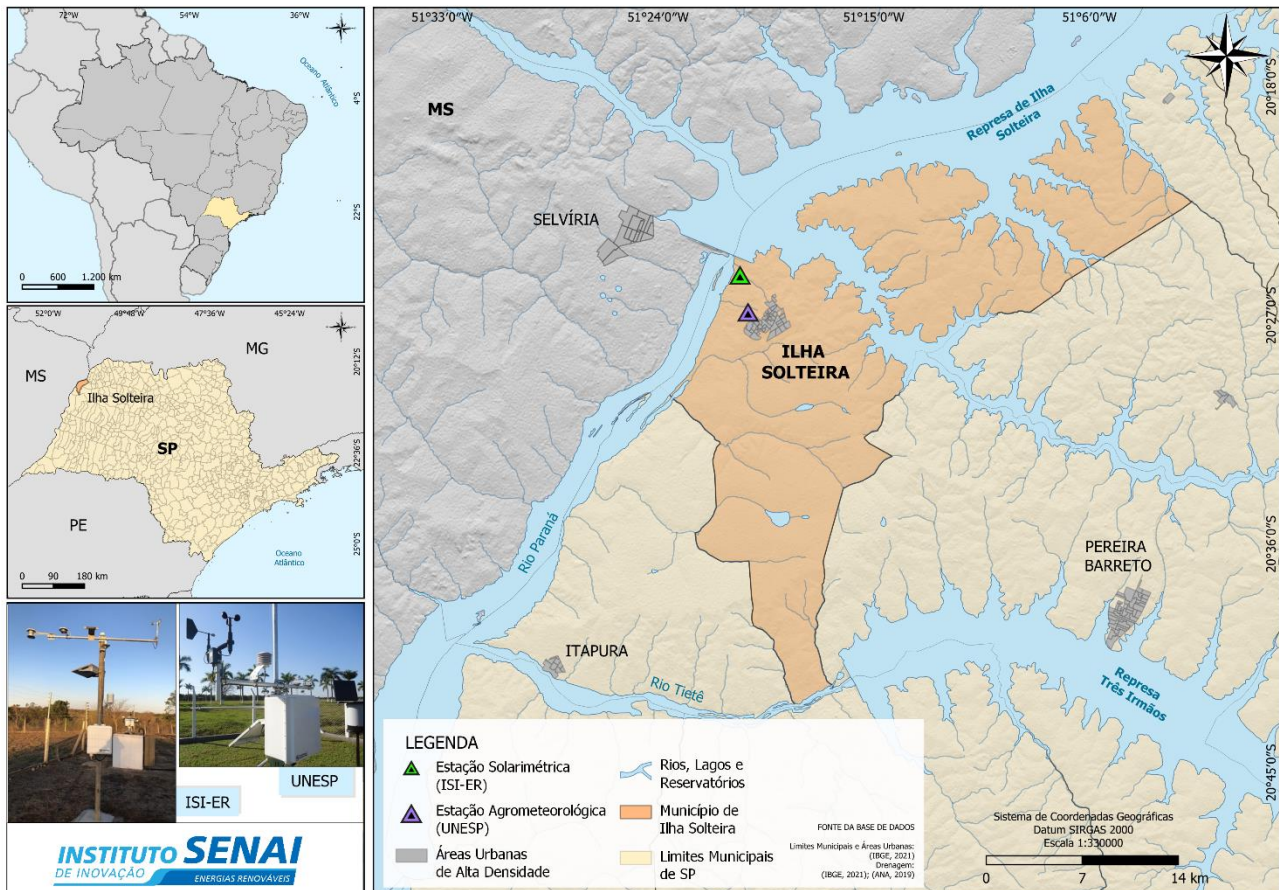 72°W
54°W
36°W
Oceano
Atlântico
4°S
22°S
0 600 1.200 km
52°0'W
49°48'W
47°36'W
45°24'W
MG
MS
20°12'S
Ilha Solteira
SP
22°36'S
PE
25°0'S
Oceano
Atlântico
0 90 180 km
UNESP
ISI-ER
INSTITUTO SENAI
DE INOVAÇÃO
ENERGIAS RENOVÁVEIS
51°33'0"W
51°24'0"W
51°15'0"W
51°6'0"W
MS
20°18'0"S
Represa de Ilha
Solteira
SELVÍRIA
20°27'0"S
ILHA
SOLTEIRA
Rio Paraná
20°36'0"S
PEREIRA
BARRETO
ITAPURA
Rio Tietê
Represa
Três Irmãos
20°45'0"S
LEGENDA
Estação Solarimétrica
(ISI-ER)
Estação Agrometeorológica
(UNESP)
Áreas Urbanas
de Alta Densidade
Rios, Lagos e
Reservatórios
Município de
Ilha Solteira
Limites Municipais
de SP
FONTE DA BASE DE DADOS
Limites Municipais e Áreas Urbanas:
(IBGE, 2021)
Drenagem:
(IBGE, 2021); (ANA, 2019)
Sistema de Coordenadas Geográficas
Datum SIRGAS 2000
Escala 1:330000
0 7 14 km